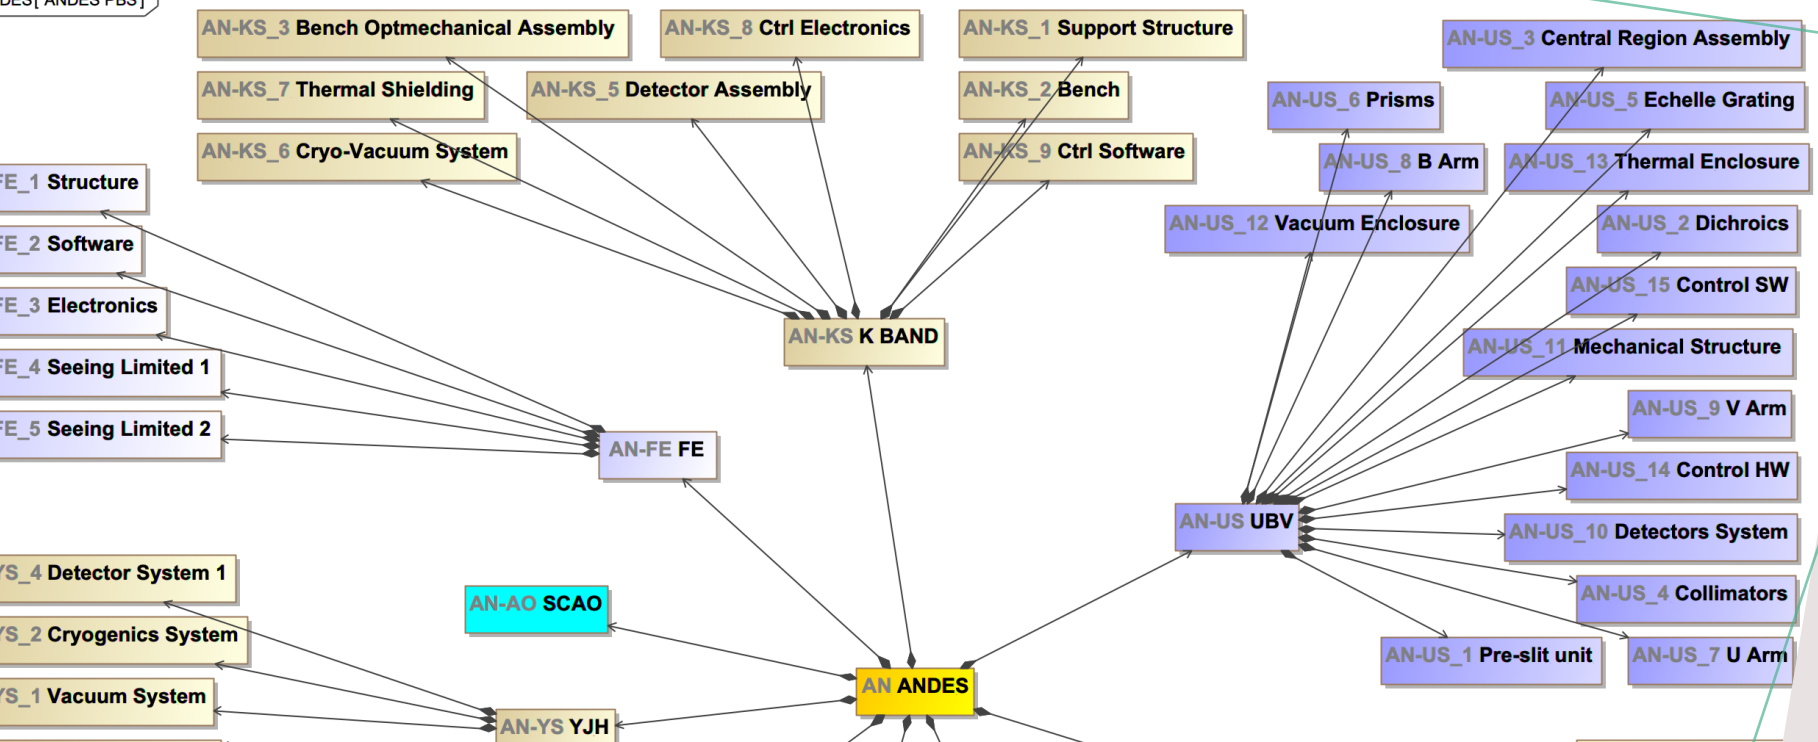 DES[ ANDES PBS ]
AN-KS_3 Bench Optmechanical Assembly
AN-KS_8 Ctrl Electronics
AN-KS_1 Support Structure
AN-US_3 Central Region Assembly
AN-KS_7 Thermal Shielding
AN-KS_5 Detector Assembly
AN-KS_2 Bench
AN-US_6 Prisms
AN-US_5 Echelle Grating
AN-KS_6 Cryo-Vacuum System
AN-KS_9 Ctrl Software
AN-US_8 B Arm
AN-US_13 Thermal Enclosure
FE_1 Structure
AN-US_12 Vacuum Enclosure
AN-US_2 Dichroics
FE_2 Software
AN-US_15 Control SW
FE_3 Electronics
AN-KS K BAND
AN-US_11 Mechanical Structure
FE_4 Seeing Limited 1
AN-US_9 V Arm
FE_5 Seeing Limited 2
AN-FE FE
AN-US_14 Control HW
AN-US UBV
AN-US_10 Detectors System
YS_4 Detector System 1
AN-AO SCAO
AN-US_4 Collimators
YS_2 Cryogenics System
AN-US_1 Pre-slit unit
AN-US_7 U Arm
AN ANDES
YS_1 Vacuum System
AN-YS YJH